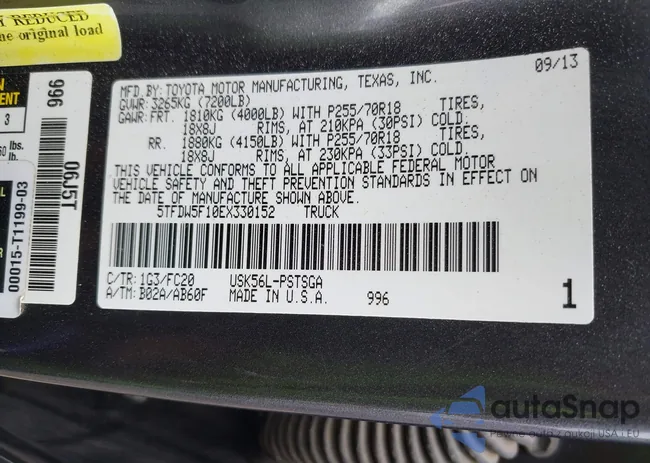 REDUCED
original load
3
lbs.
lb.
996
06J5T
00015-T1199-03
MFD.BY: TOYOTA MOTOR MANUFACTURING, TEXAS, INC. 09/13
GVWR: 3265KG (7200LB)
GAWR: FRT. 1810KG (4000LB) WITH P255/70R18 TIRES,
18X8J RIMS, AT 210KPA (30PSI) COLD.
RR. 1880KG (4150LB) WITH P255/70R18 TIRES,
18X8J RIMS, AT 230KPA (33PSI) COLD.
THIS VEHICLE CONFORMS TO ALL APPLICABLE FEDERAL MOTOR
VEHICLE SAFETY AND THEFT PREVENTION STANDARDS IN EFFECT ON
THE DATE OF MANUFACTURE SHOWN ABOVE.
5TFDW5F10EX330152 TRUCK
C/TR: 1G3/FC20 USK56L-PSTSGA
A/TM: B02A/AB60F MADE IN U.S.A. 996 1
autoSnap